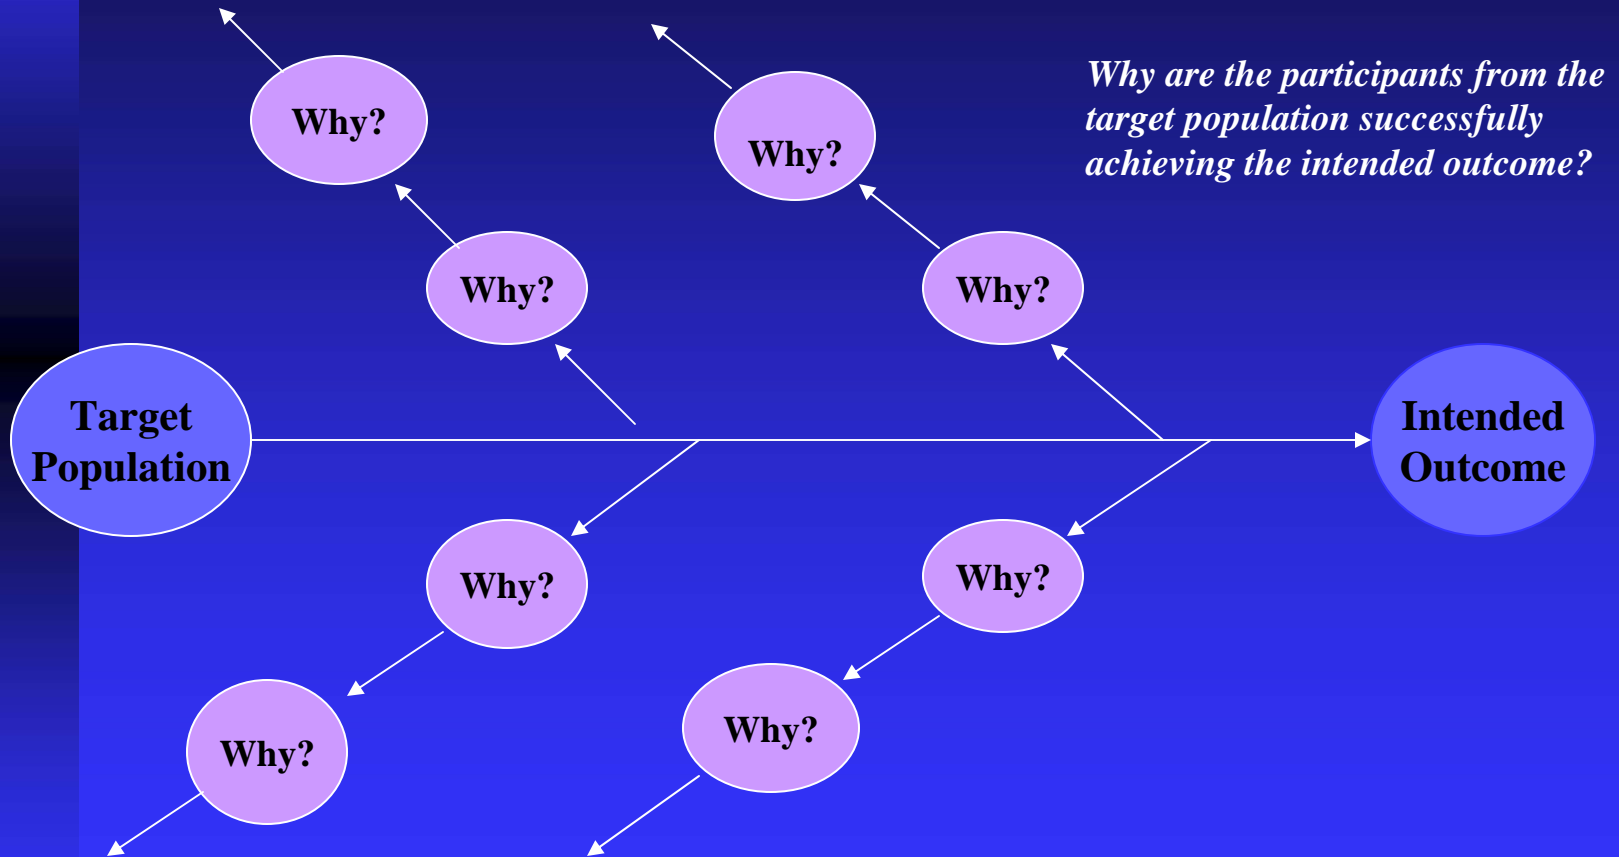 Why are the participants from the
target population successfully
achieving the intended outcome?
Why?
Why?
Why?
Why?
Target
Population
Intended
Outcome
Why?
Why?
Why?
Why?